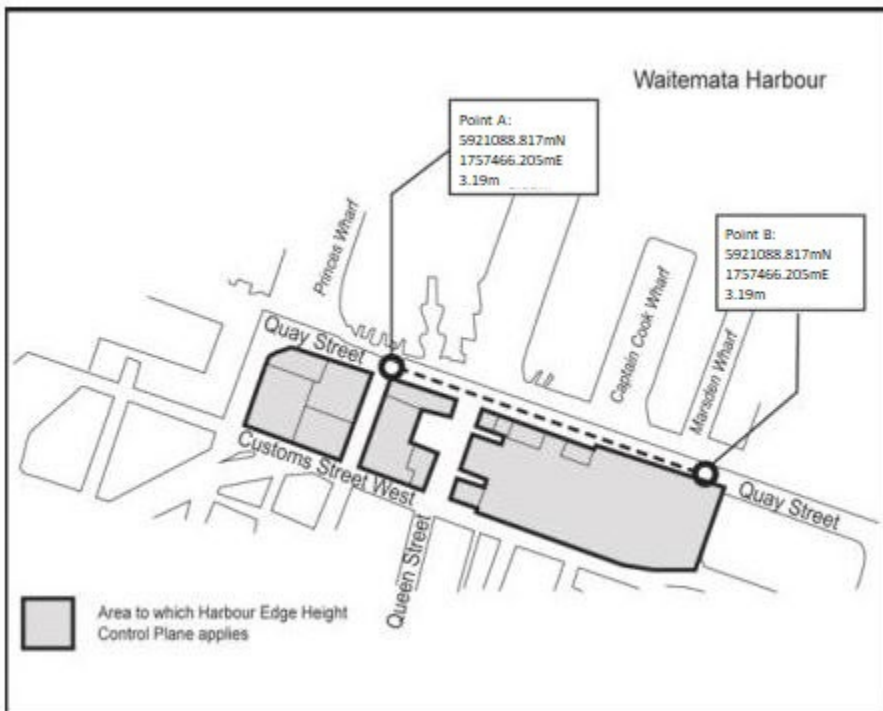 Waitemata Harbour
Point A:
5921088.817mN
1757466.205mE
3.19m
Point B:
5921088.817mN
1757466.205mE
3.19m
Princes Wharf
Captain Cook Wharf
Marsden Wharf
Quay Street
Quay Street
Customs Street West
Queen Street
Area to which Harbour Edge Height
Control Plane applies